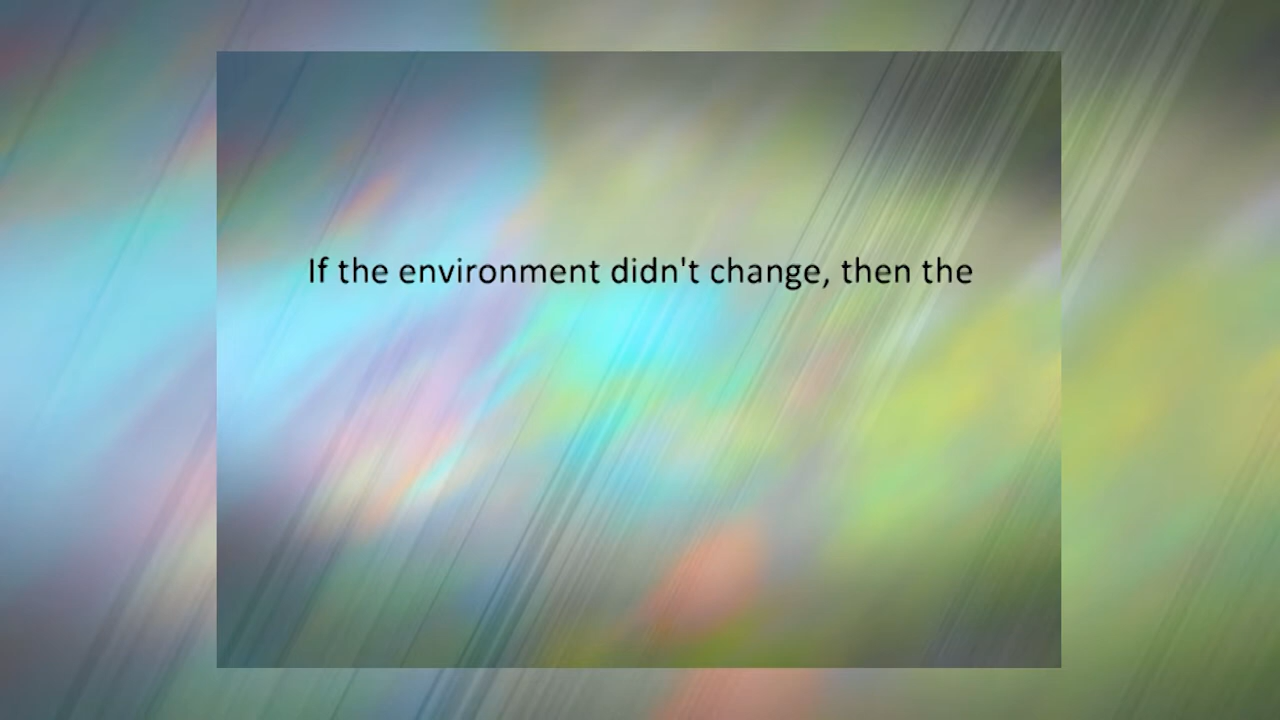 If the environment didn't change, then the